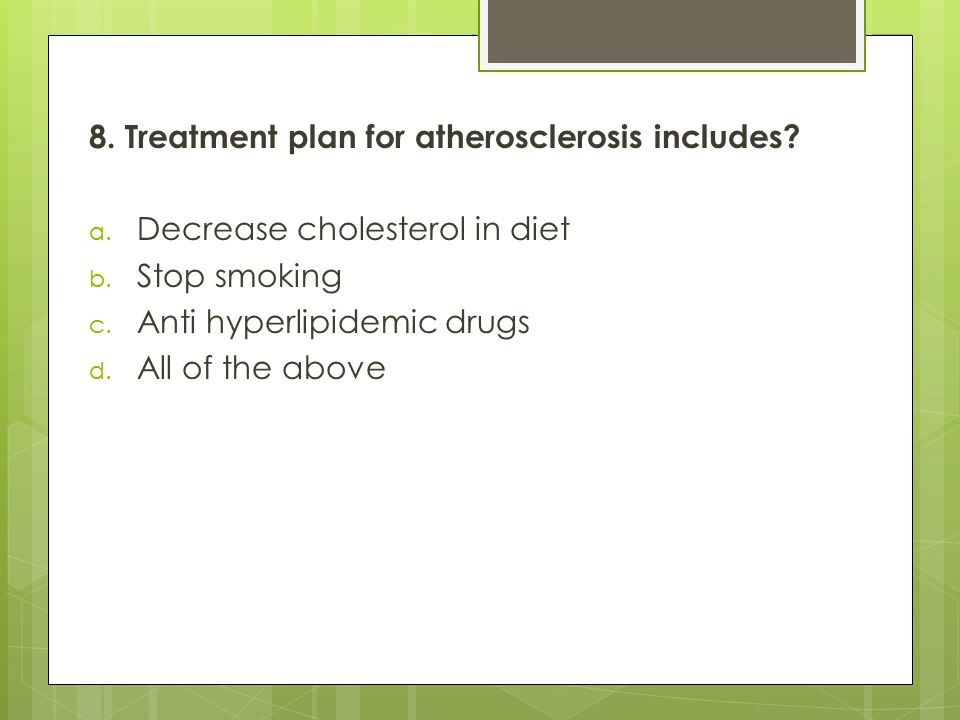 8. Treatment plan for atherosclerosis includes?
a. Decrease cholesterol in diet
b. Stop smoking
c. Anti hyperlipidemic drugs
d. All of the above